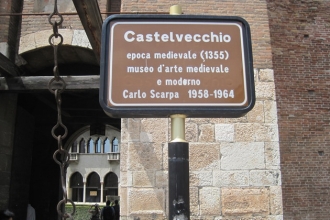 Castelvecchio
epoca medievale (1355)
museo d'arte medievale
e moderno
Carlo Scarpa 1958-1964